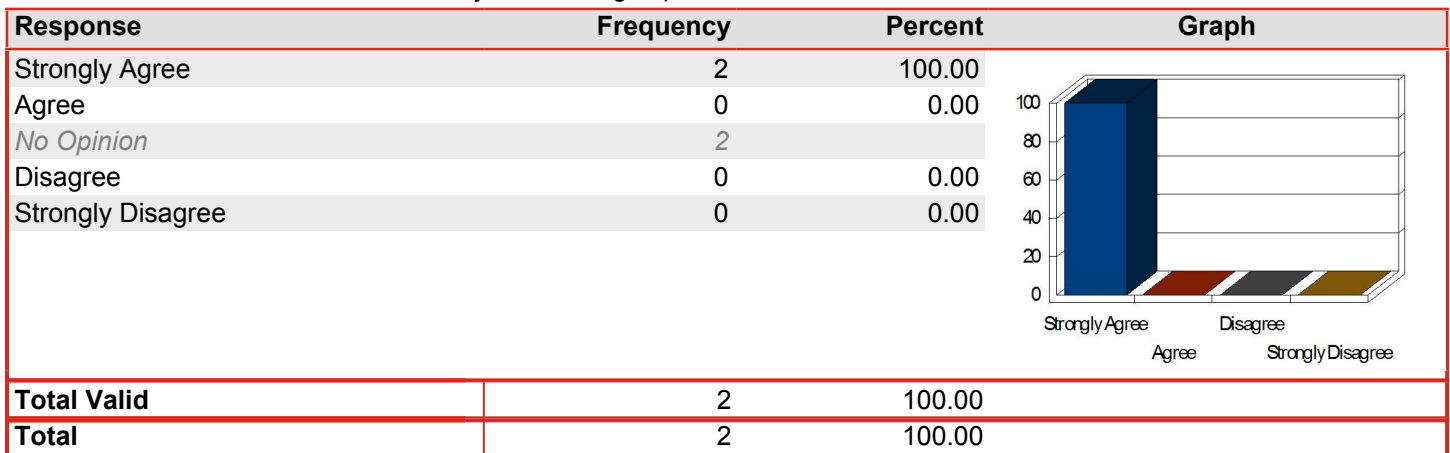 Response Frequency Percent Graph
Strongly Agree 2 100.00
Agree 0 0.00
No Opinion 2
Disagree 0 0.00
Strongly Disagree 0 0.00
100
80
60
40
20
0
Strongly Agree Disagree
Agree Strongly Disagree
Total Valid 2 100.00
Total 2 100.00